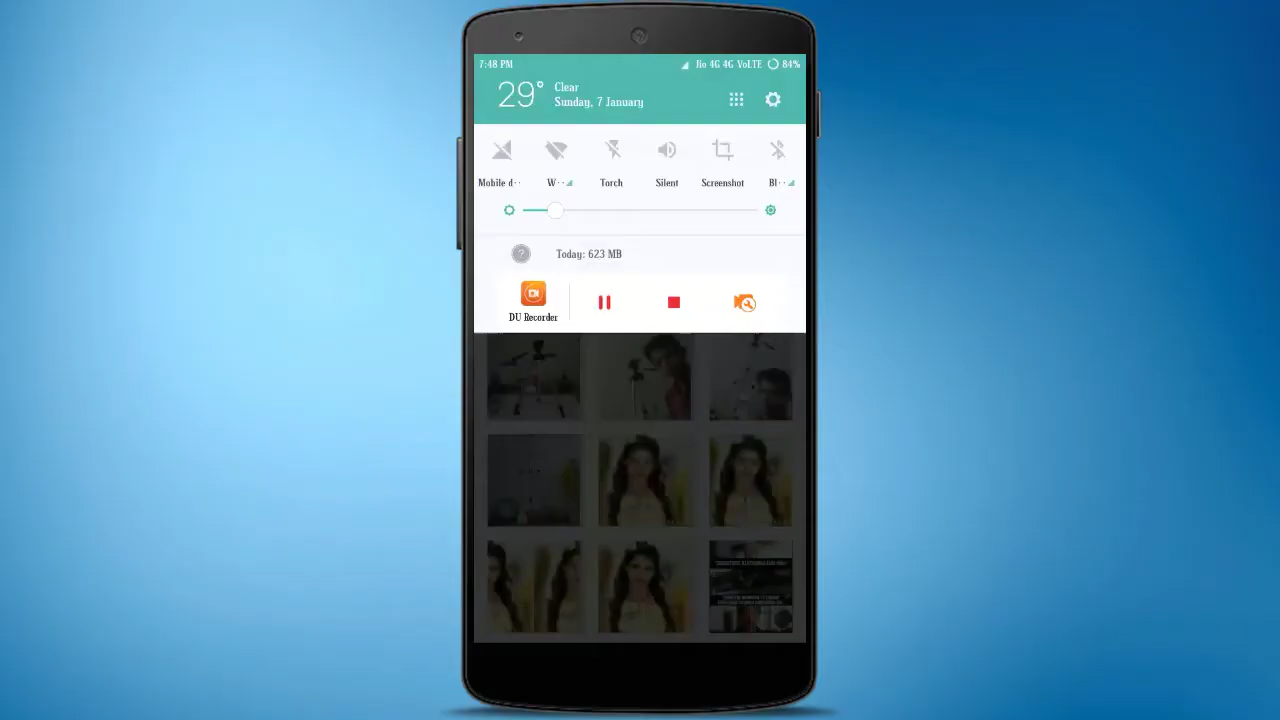 7:48 PM Jio 4G 4G VoLTE 84%
29° Clear
Sunday, 7 January
Mobile d·· W·· Torch Silent Screenshot Bl··
Today: 623 MB
DU Recorder